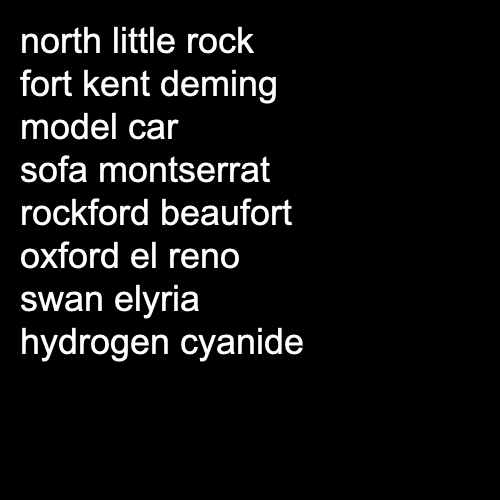 north little rock
fort kent deming
model car
sofa montserrat
rockford beaufort
oxford el reno
swan elyria
hydrogen cyanide